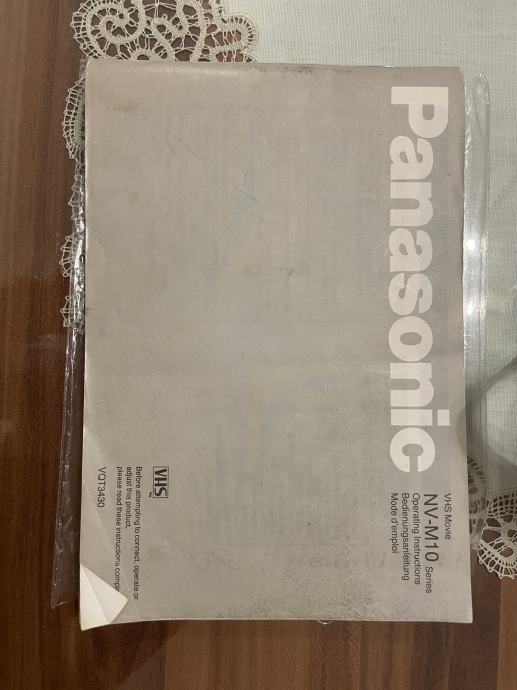 Panasonic
VHS Movie
NV-M10 Series
Operating Instructions
Bedienungsanleitung
Mode d'emploi
VHS
TM
Before attempting to connect, operate or
adjust this product,
please read these instructions
VQT3430